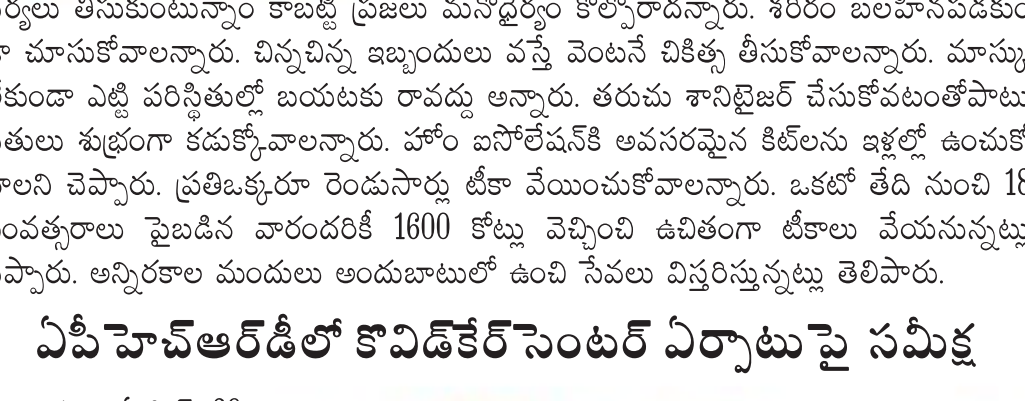 తీసుకుంటున్నాం కాబట్టి ప్రజలు మనోధైర్యం కోల్పోరాదన్నారు. శరీరం బలహీనపడకుం
చూసుకోవాలన్నారు. చిన్నచిన్న ఇబ్బందులు వస్తే వెంటనే చికిత్స తీసుకోవాలన్నారు. మాస్కు
కుండా ఎట్టి పరిస్థితుల్లో బయటకు రావద్దు అన్నారు. తరుచు శానిటైజర్ చేసుకోవటంతోపాటు
తులు శుభ్రంగా కడుక్కోవాలన్నారు. హోం ఐసోలేషన్‌కి అవసరమైన కిట్‌లను ఇళ్లల్లో ఉంచుకో
లని చెప్పారు. ప్రతిఒక్కరూ రెండుసార్లు టీకా వేయించుకోవాలన్నారు. ఒకటో తేది నుంచి 18
వత్సరాలు పైబడిన వారందరికీ 1600 కోట్లు వెచ్చించి ఉచితంగా టీకాలు వేయనున్నట్లు
ప్పారు. అన్నిరకాల మందులు అందుబాటులో ఉంచి సేవలు విస్తరిస్తున్నట్లు తెలిపారు.
ఏపీహెచ్ఆర్‌డీలో కొవిడ్‌కేర్‌సెంటర్ ఏర్పాటుపై సమీక్ష